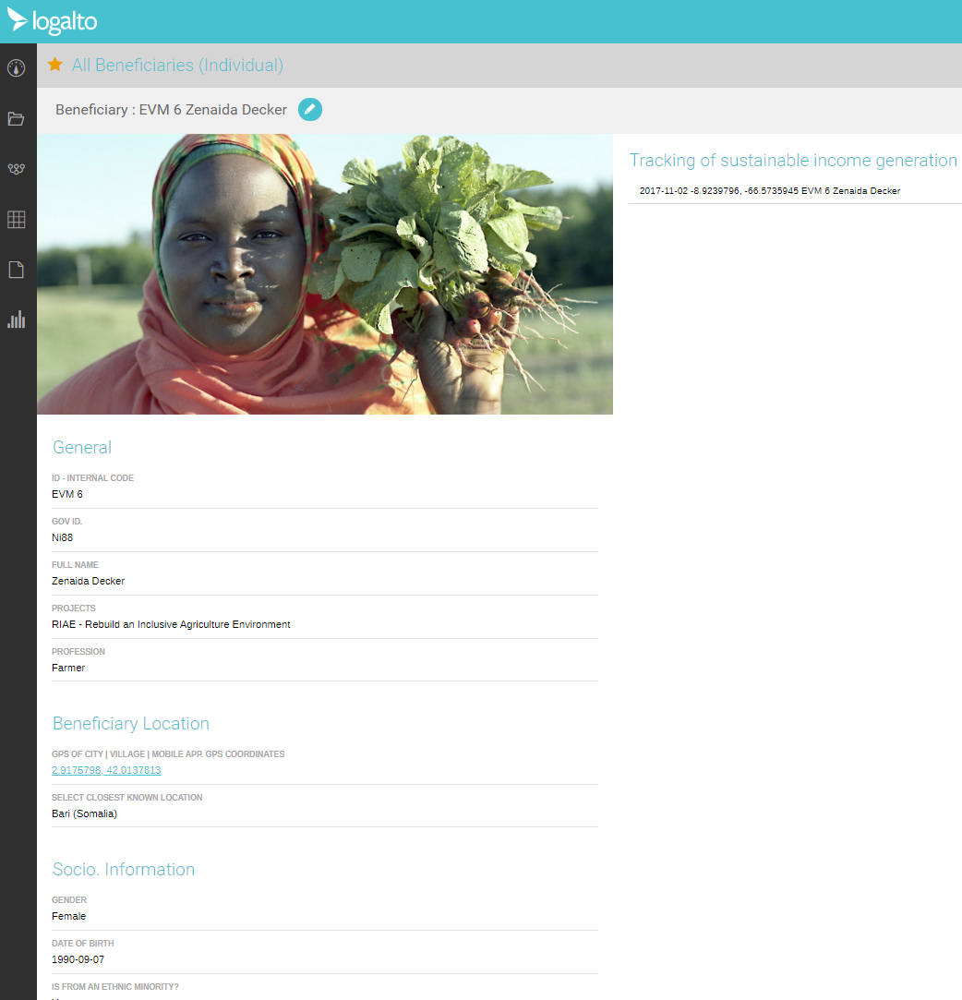 logalto
All Beneficiaries (Individual)
Beneficiary : EVM 6 Zenaida Decker
Tracking of sustainable income generation
2017-11-02 -8.9239796, -66.5735945 EVM 6 Zenaida Decker
General
ID - INTERNAL CODE
EVM 6
GOV ID.
Ni88
FULL NAME
Zenaida Decker
PROJECTS
RIAE - Rebuild an Inclusive Agriculture Environment
PROFESSION
Farmer
Beneficiary Location
GPS OF CITY | VILLAGE | MOBILE APP. GPS COORDINATES
2.9175798, 42.0137813
SELECT CLOSEST KNOWN LOCATION
Bari (Somalia)
Socio. Information
GENDER
Female
DATE OF BIRTH
1990-09-07
IS FROM AN ETHNIC MINORITY?